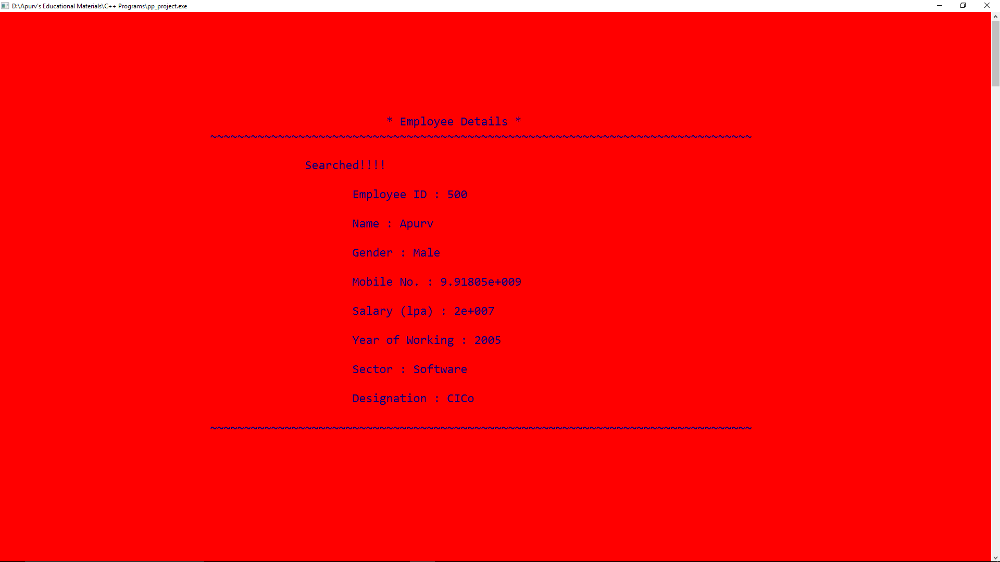 D:\Apurv's Educational Materials\C++ Programs\pp_project.exe
* Employee Details *
~~~~~~~~~~~~~~~~~~~~~~~~~~~~~~~~~~~~~~~~~~~~~~~~~~~~~~~~~~~~~~~~~~~~~~~~~~~~~~~~
Searched!!!!
Employee ID : 500
Name : Apurv
Gender : Male
Mobile No. : 9.91805e+009
Salary (lpa) : 2e+007
Year of Working : 2005
Sector : Software
Designation : CICo
~~~~~~~~~~~~~~~~~~~~~~~~~~~~~~~~~~~~~~~~~~~~~~~~~~~~~~~~~~~~~~~~~~~~~~~~~~~~~~~~